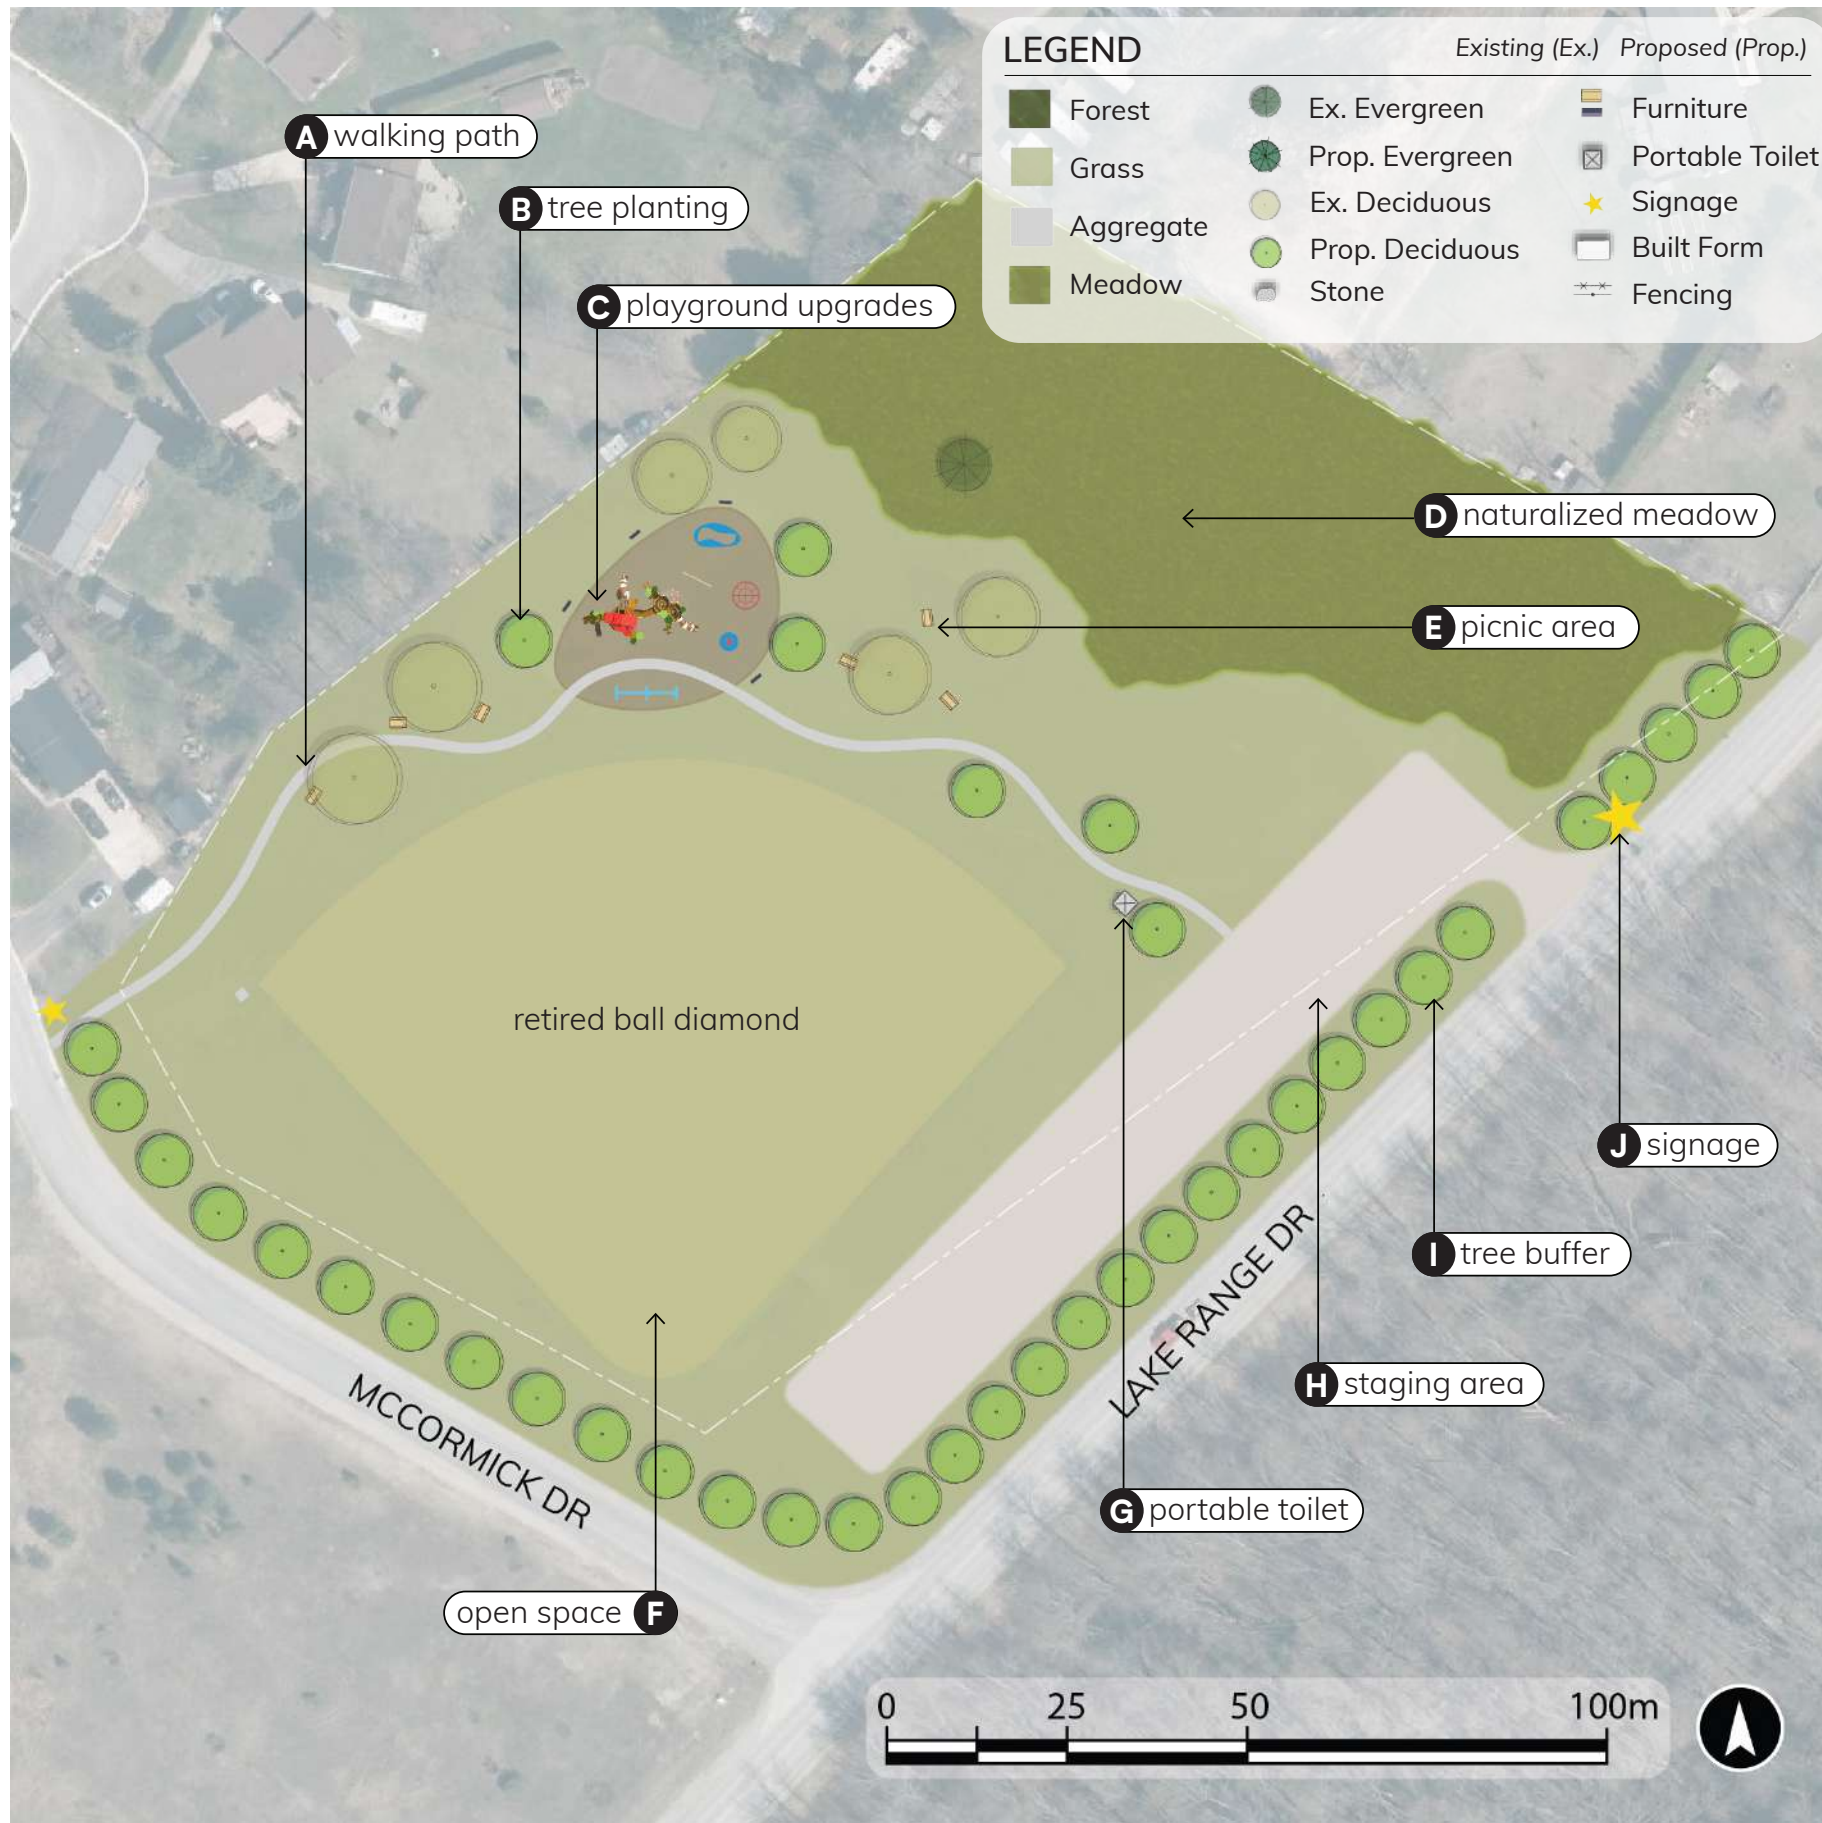 LEGEND
Existing (Ex.) Proposed (Prop.)
Forest
Grass
Aggregate
Meadow
Ex. Evergreen
Prop. Evergreen
Ex. Deciduous
Prop. Deciduous
Stone
Furniture
Portable Toilet
Signage
Built Form
Fencing
A walking path
B tree planting
C playground upgrades
D naturalized meadow
E picnic area
retired ball diamond
J signage
I tree buffer
LAKE RANGE DR
H staging area
MCCORMICK DR
G portable toilet
open space F
0 25 50 100m